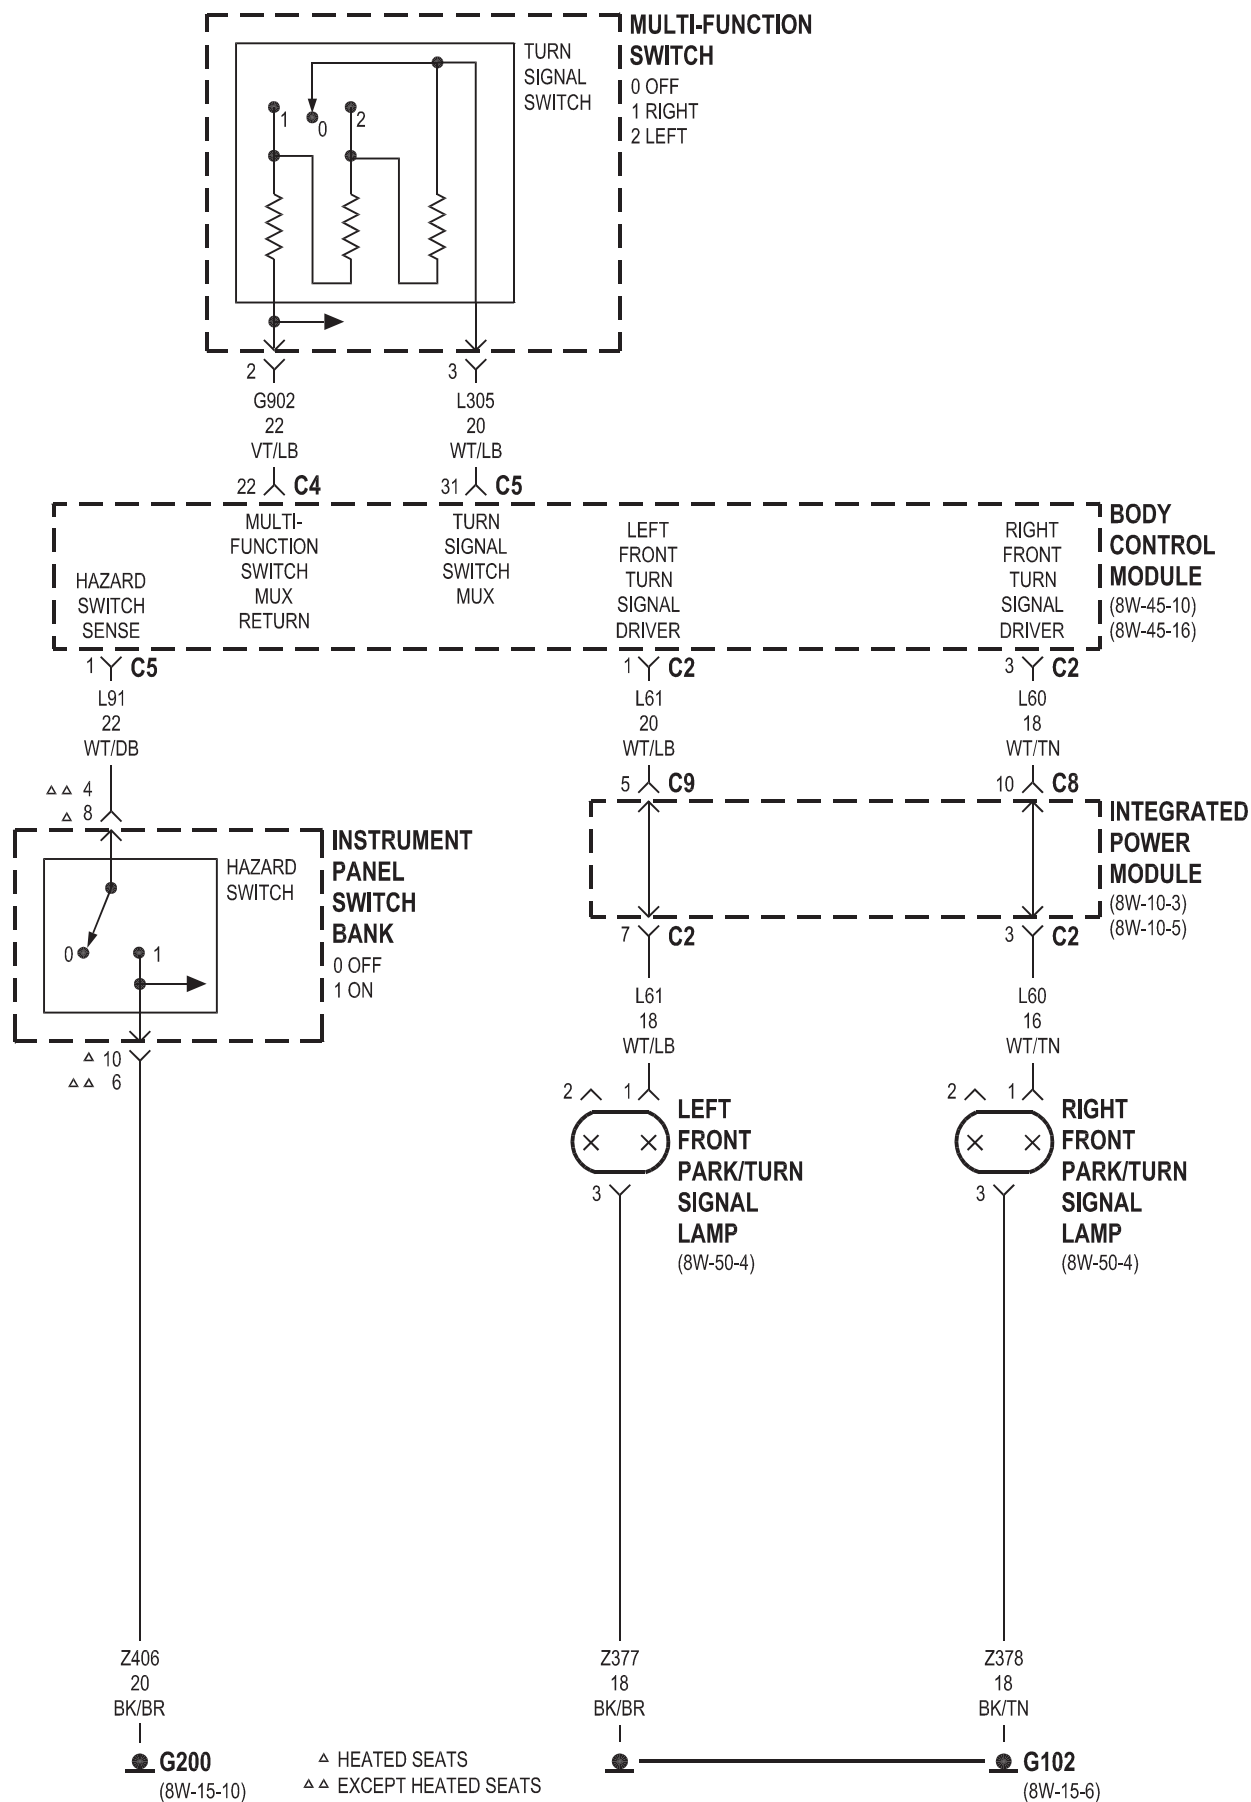 MULTI-FUNCTION
SWITCH
0 OFF
1 RIGHT
2 LEFT
TURN
SIGNAL
SWITCH
1
0
2
2
3
G902
22
VT/LB
L305
20
WT/LB
22 C4
31 C5
BODY
CONTROL
MODULE
(8W-45-10)
(8W-45-16)
HAZARD
SWITCH
SENSE
MULTI-
FUNCTION
SWITCH
MUX
RETURN
TURN
SIGNAL
SWITCH
MUX
LEFT
FRONT
TURN
SIGNAL
DRIVER
RIGHT
FRONT
TURN
SIGNAL
DRIVER
1 C5
1 C2
3 C2
L91
22
WT/DB
L61
20
WT/LB
L60
18
WT/TN
△ △ 4
△ 8
5 C9
10 C8
INTEGRATED
POWER
MODULE
(8W-10-3)
(8W-10-5)
INSTRUMENT
PANEL
SWITCH
BANK
0 OFF
1 ON
HAZARD
SWITCH
0
1
7 C2
3 C2
△ 10
△ △ 6
L61
18
WT/LB
L60
16
WT/TN
2
1
LEFT
FRONT
PARK/TURN
SIGNAL
LAMP
(8W-50-4)
3
2
1
RIGHT
FRONT
PARK/TURN
SIGNAL
LAMP
(8W-50-4)
3
Z406
20
BK/BR
Z377
18
BK/BR
Z378
18
BK/TN
G200
(8W-15-10)
△ HEATED SEATS
△ △ EXCEPT HEATED SEATS
G102
(8W-15-6)